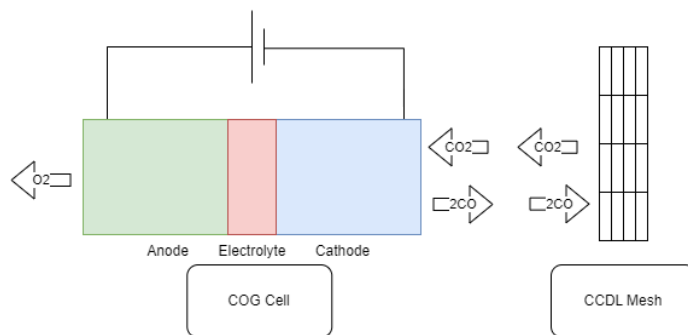 O2
CO2
CO2
2CO
2CO
Anode
Electrolyte
Cathode
COG Cell
CCDL Mesh